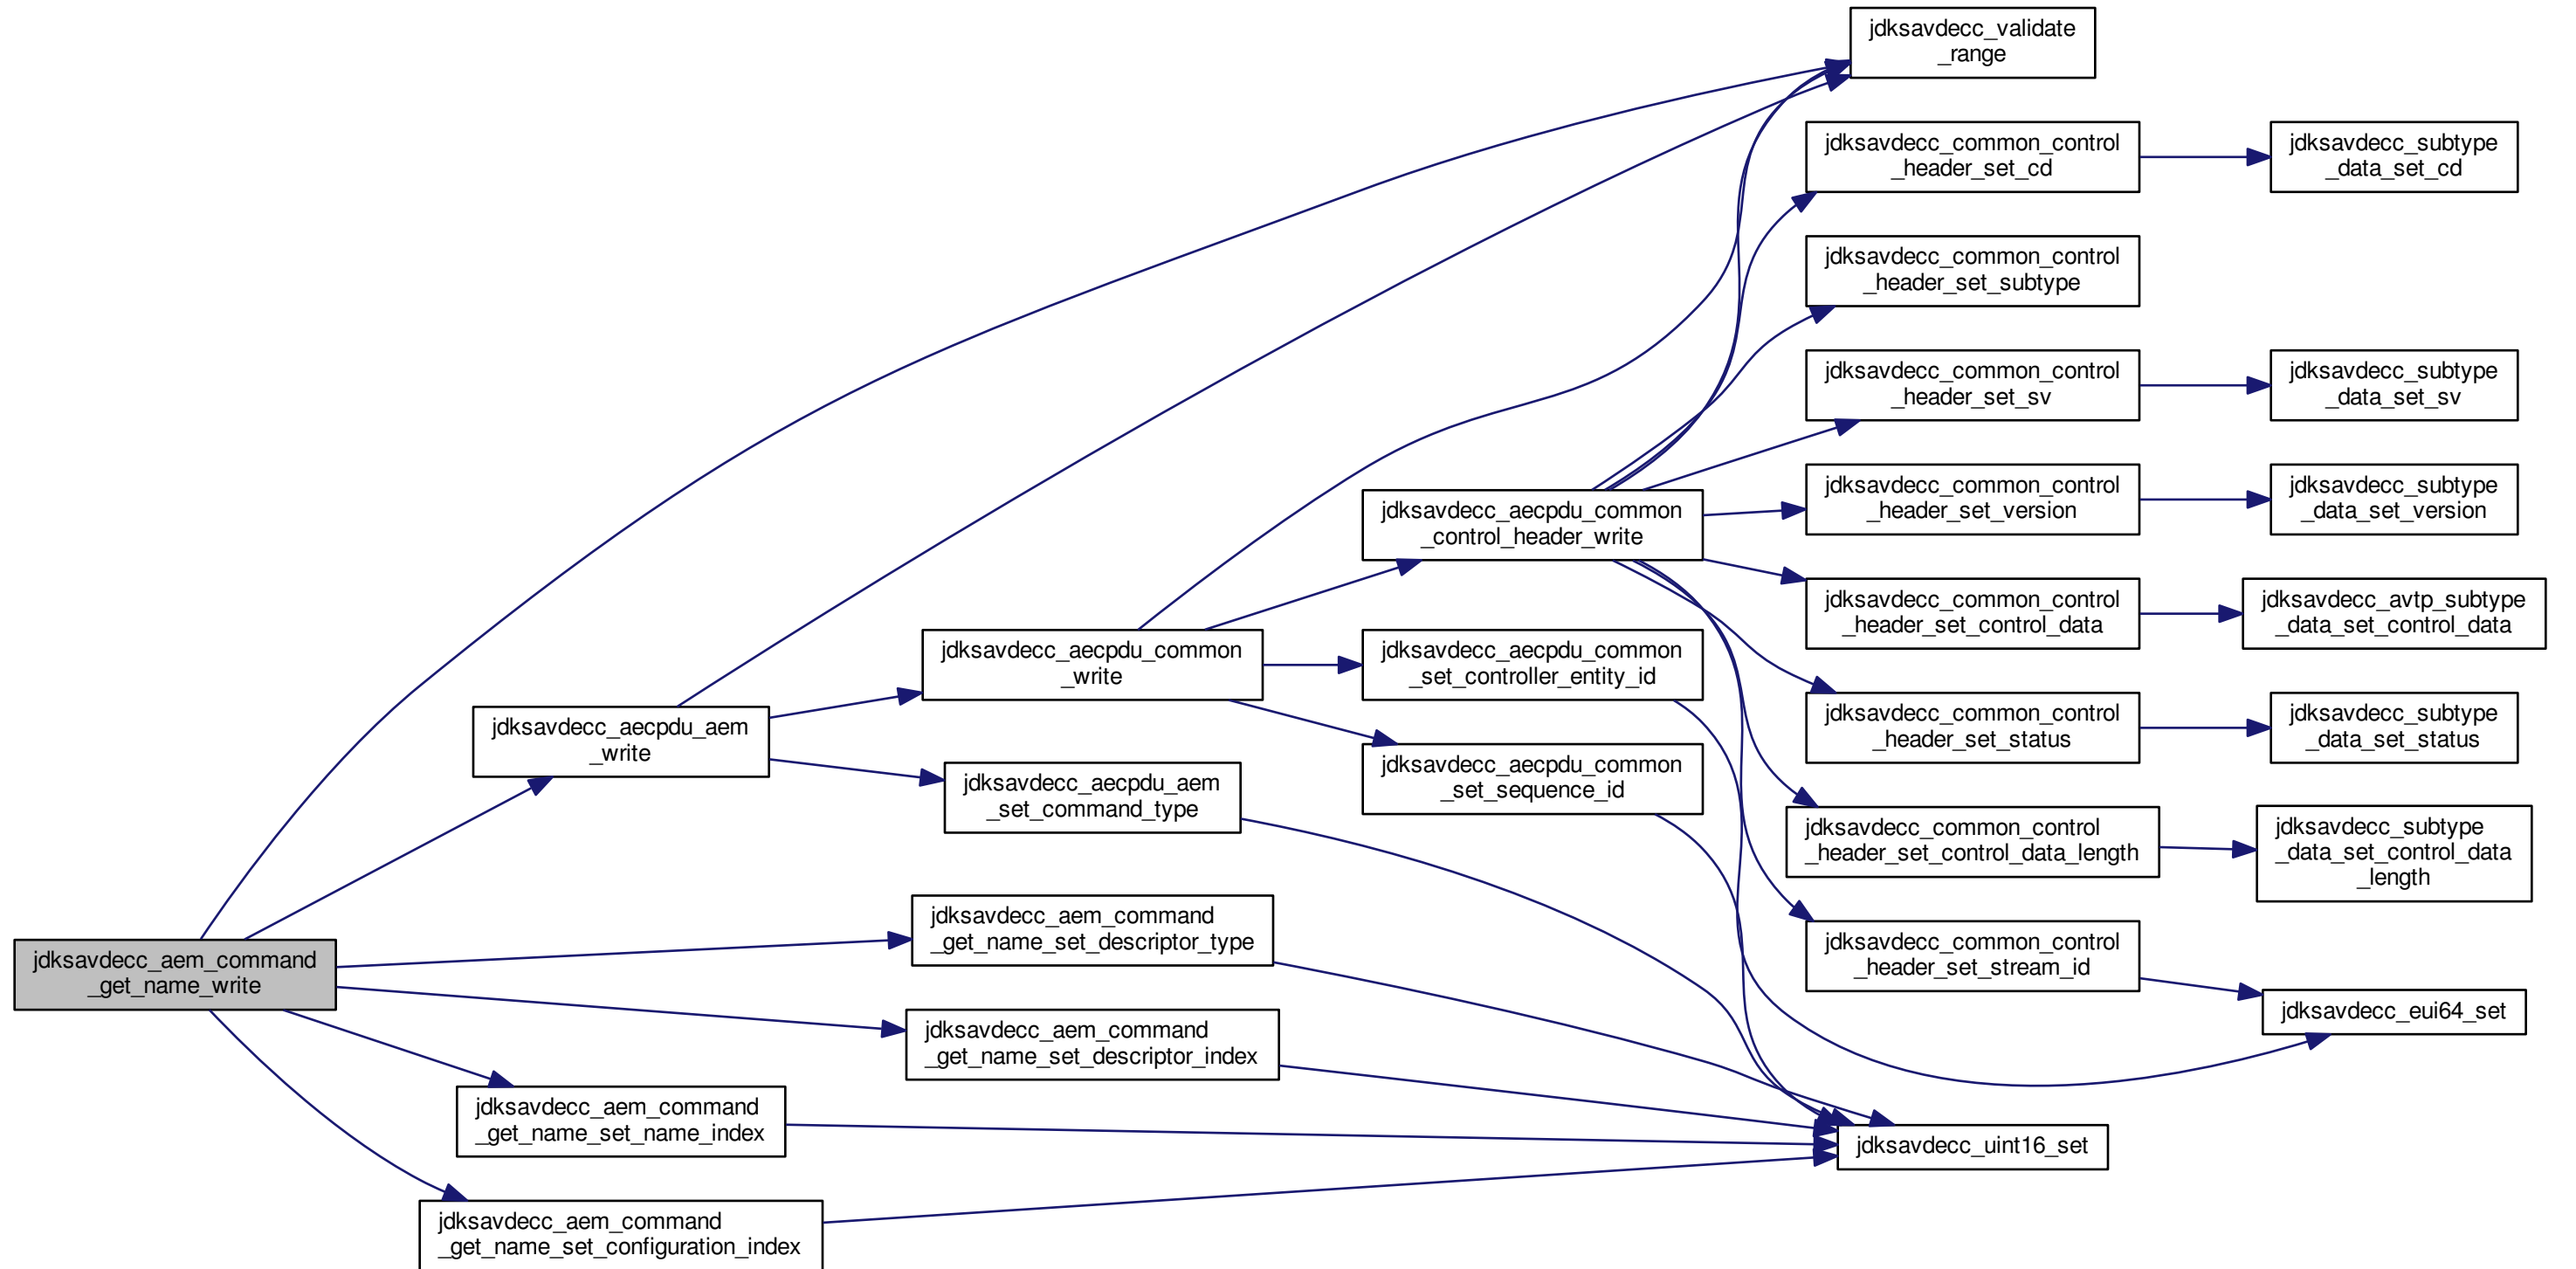 jdksavdecc_aem_command
_get_name_write
jdksavdecc_aecpdu_aem
_write
jdksavdecc_aem_command
_get_name_set_name_index
jdksavdecc_aem_command
_get_name_set_configuration_index
jdksavdecc_aecpdu_common
_write
jdksavdecc_aecpdu_aem
_set_command_type
jdksavdecc_aem_command
_get_name_set_descriptor_type
jdksavdecc_aem_command
_get_name_set_descriptor_index
jdksavdecc_aecpdu_common
_control_header_write
jdksavdecc_aecpdu_common
_set_controller_entity_id
jdksavdecc_aecpdu_common
_set_sequence_id
jdksavdecc_validate
_range
jdksavdecc_common_control
_header_set_cd
jdksavdecc_common_control
_header_set_subtype
jdksavdecc_common_control
_header_set_sv
jdksavdecc_common_control
_header_set_version
jdksavdecc_common_control
_header_set_control_data
jdksavdecc_common_control
_header_set_status
jdksavdecc_common_control
_header_set_control_data_length
jdksavdecc_common_control
_header_set_stream_id
jdksavdecc_uint16_set
jdksavdecc_subtype
_data_set_cd
jdksavdecc_subtype
_data_set_sv
jdksavdecc_subtype
_data_set_version
jdksavdecc_avtp_subtype
_data_set_control_data
jdksavdecc_subtype
_data_set_status
jdksavdecc_subtype
_data_set_control_data
_length
jdksavdecc_eui64_set